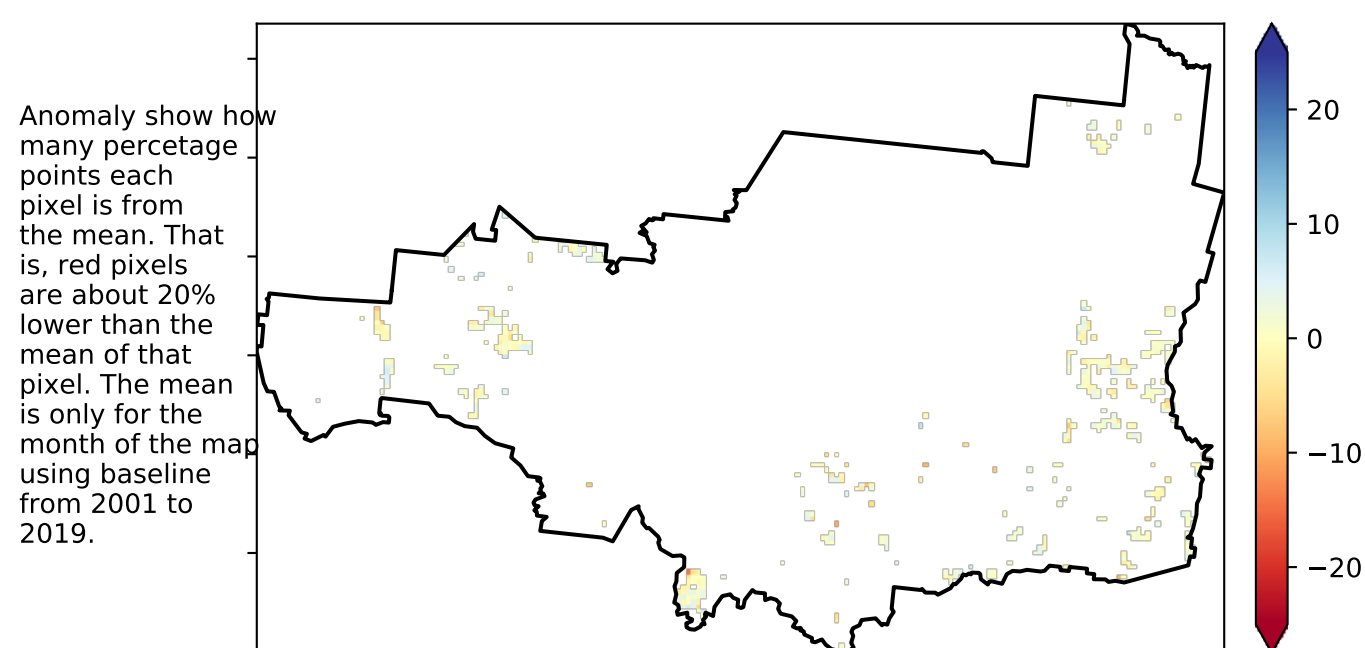 Anomaly show how
many percetage
points each
pixel is from
the mean. That
is, red pixels
are about 20%
lower than the
mean of that
pixel. The mean
is only for the
month of the map
using baseline
from 2001 to
2019.
20
10
0
−10
−20